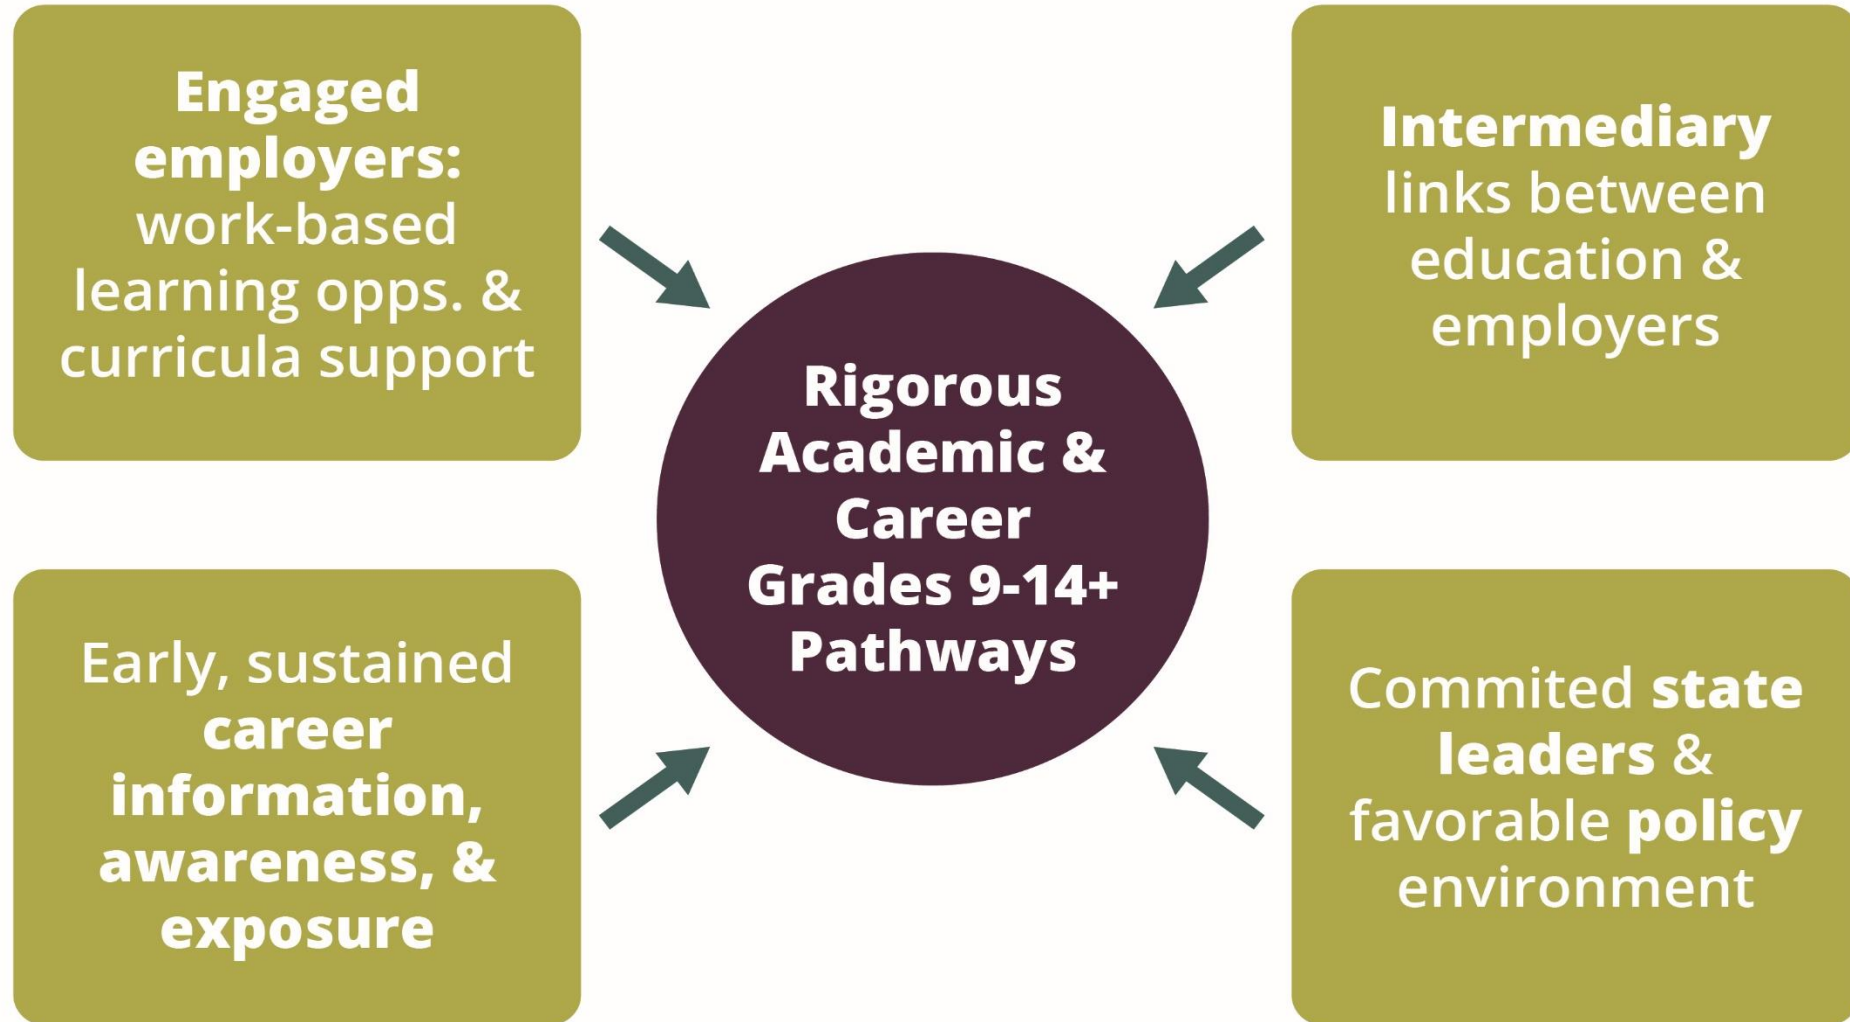 Engaged
employers:
work-based
learning opps. &
curricula support
Intermediary
links between
education &
employers
Rigorous
Academic &
Career
Grades 9-14+
Pathways
Early, sustained
career
information,
awareness, &
exposure
Commited state
leaders &
favorable policy
environment